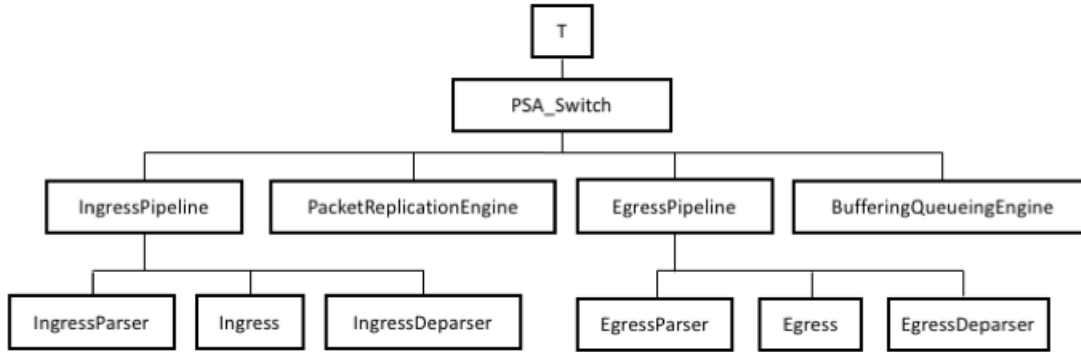 T
PSA_Switch
IngressPipeline
PacketReplicationEngine
EgressPipeline
BufferingQueueingEngine
IngressParser
Ingress
IngressDeparser
EgressParser
Egress
EgressDeparser